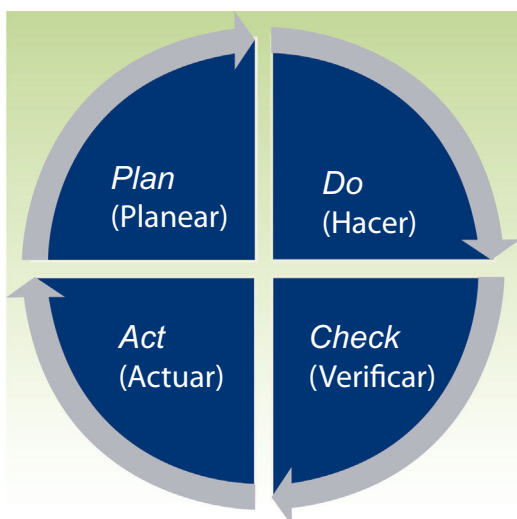 Plan
(Planear)
Do
(Hacer)
Act
(Actuar)
Check
(Verificar)